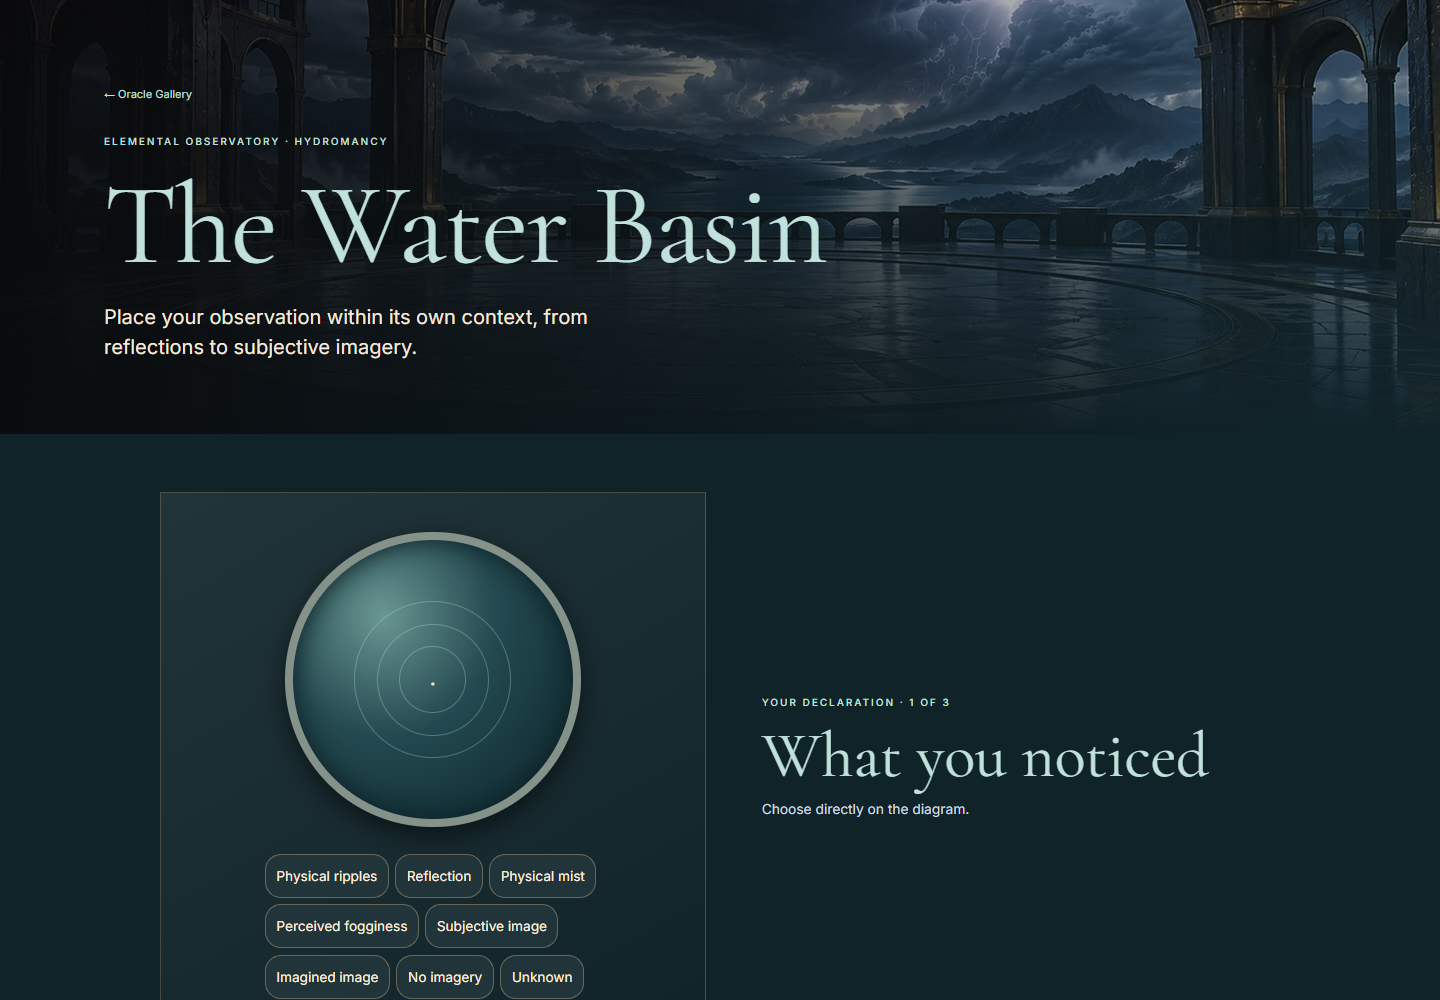 ← Oracle Gallery
ELEMENTAL OBSERVATORY · HYDROMANCY
The Water Basin
Place your observation within its own context, from
reflections to subjective imagery.
YOUR DECLARATION · 1 OF 3
What you noticed
Choose directly on the diagram.
Physical ripples
Reflection
Physical mist
Perceived fogginess
Subjective image
Imagined image
No imagery
Unknown